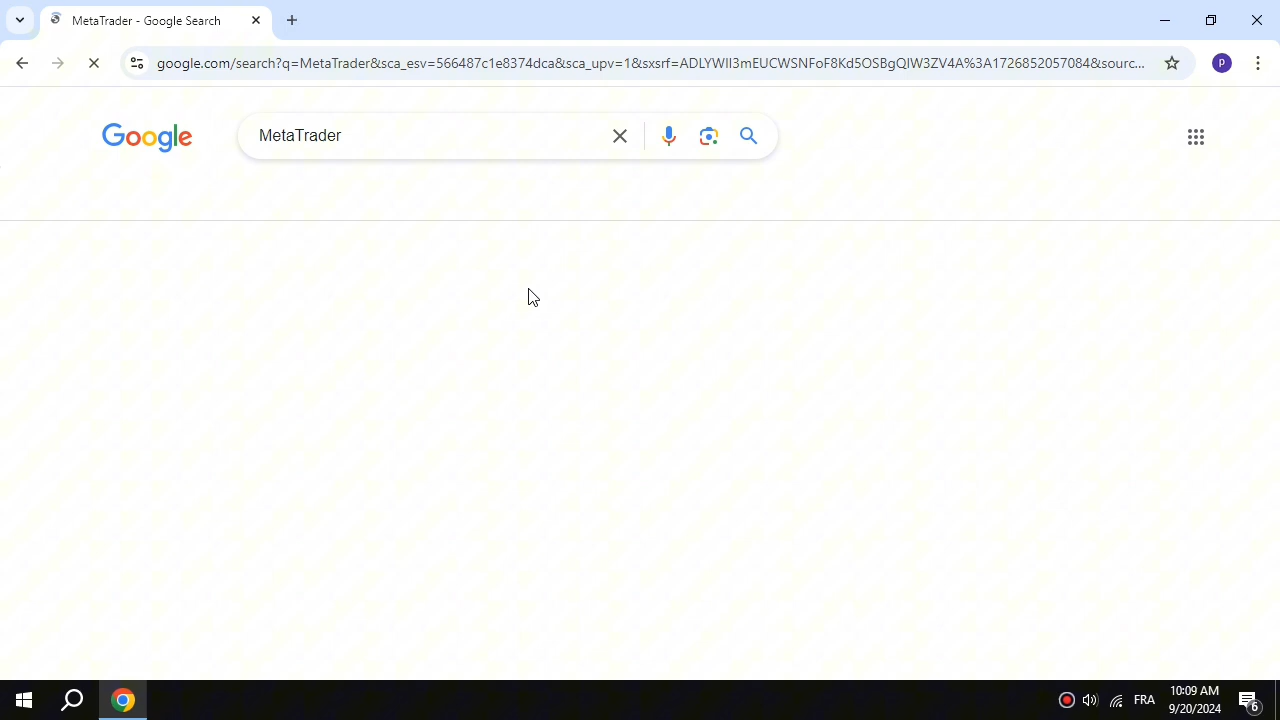 MetaTrader - Google Search
google.com/search?q=MetaTrader&sca_esv=566487c1e8374dca&sca_upv=1&sxsrf=ADLYWII3mEUCWSNFoF8Kd5OSBgQIW3ZV4A%3A1726852057084&sourc...
P
Google
MetaTrader
FRA
10:09 AM
9/20/2024
6